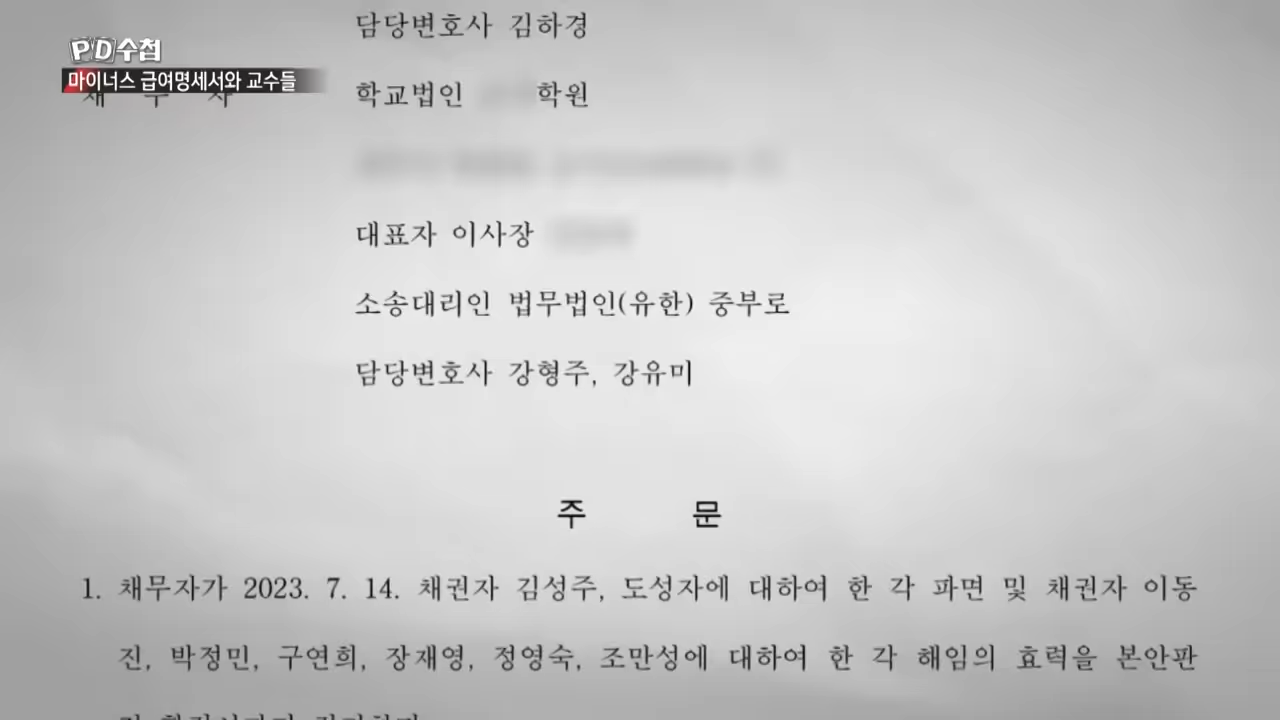 담당변호사 김하경
PD수첩
마이너스 급여명세서와 교수들
채 무 자 학교법인 학원
대표자 이사장
소송대리인 법무법인(유한) 중부로
담당변호사 강형주, 강유미
주 문
1. 채무자가 2023. 7. 14. 채권자 김성주, 도성자에 대하여 한 각 파면 및 채권자 이동
진, 박정민, 구연희, 장재영, 정영숙, 조만성에 대하여 한 각 해임의 효력을 본안판